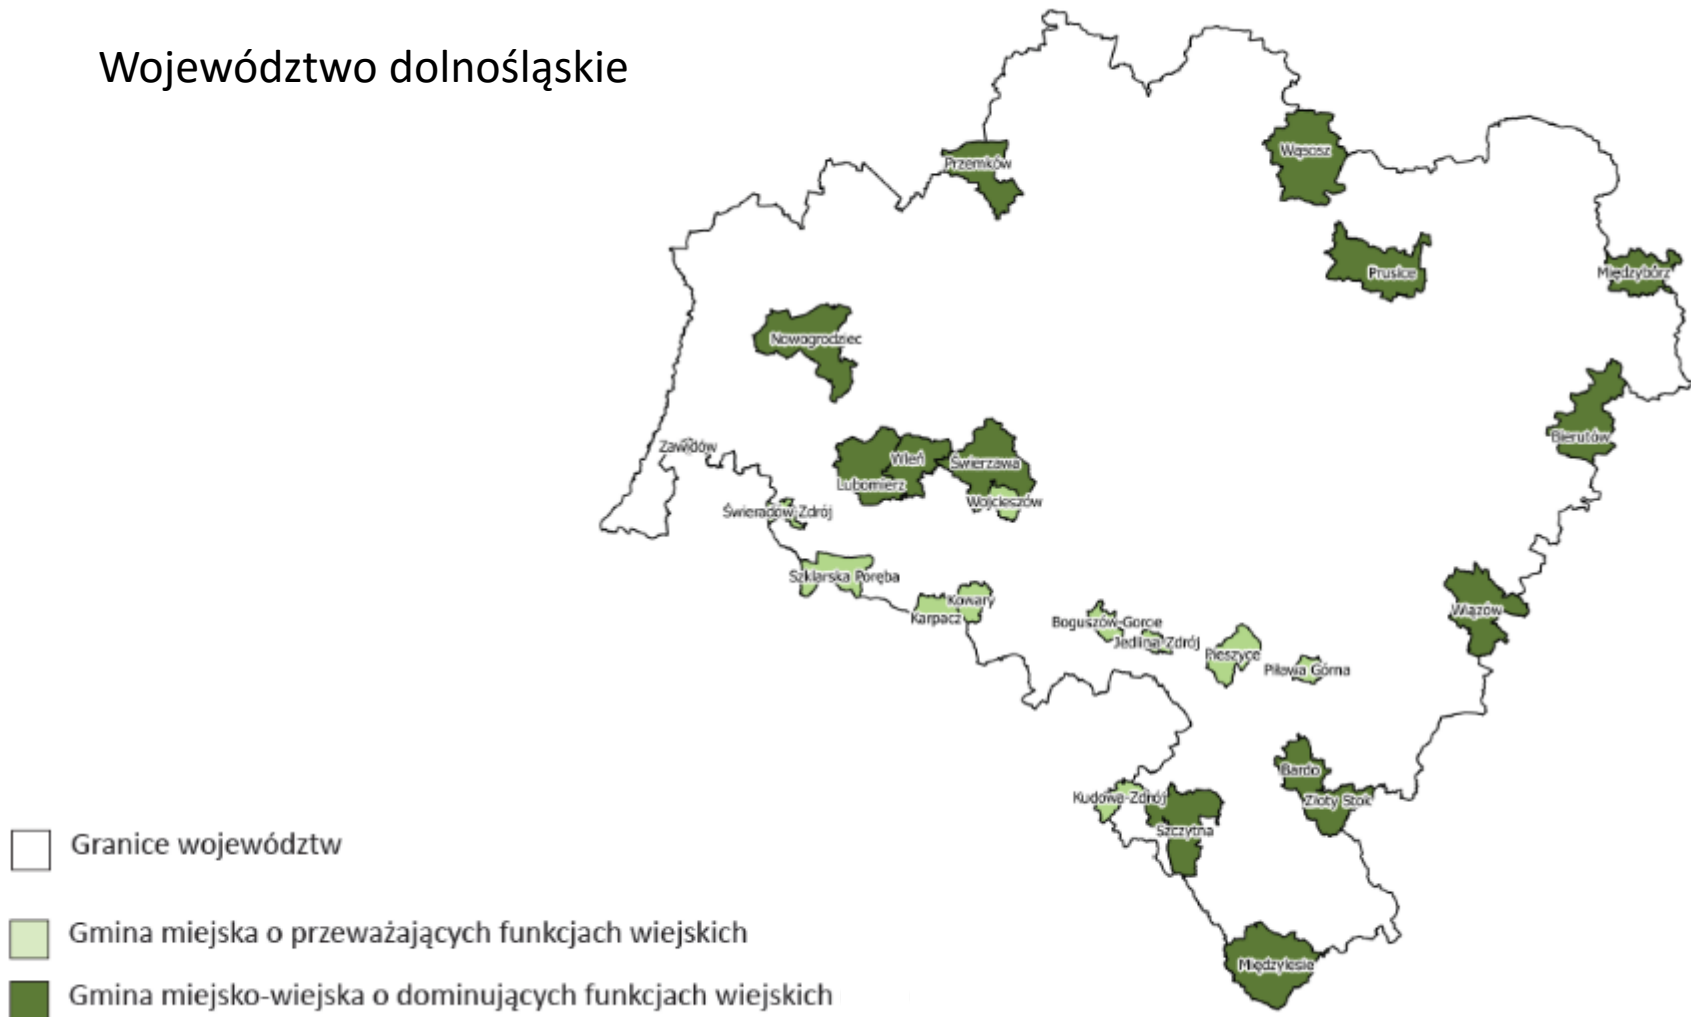 Województwo dolnośląskie
Przemków
Wąsosz
Prusice
Międzybórz
Nowogrodziec
Bierutów
Zawidów
Wleń
Świerzawa
Lubomierz
Wojcieszów
Świeradów-Zdrój
Szklarska Poręba
Kowary
Karpacz
Wiązów
Boguszów-Gorce
Jedlina-Zdrój
Pieszyce
Piława Górna
Bardo
Kudowa-Zdrój
Złoty Stok
Szczytna
Międzylesie
Granice województw
Gmina miejska o przeważających funkcjach wiejskich
Gmina miejsko-wiejska o dominujących funkcjach wiejskich